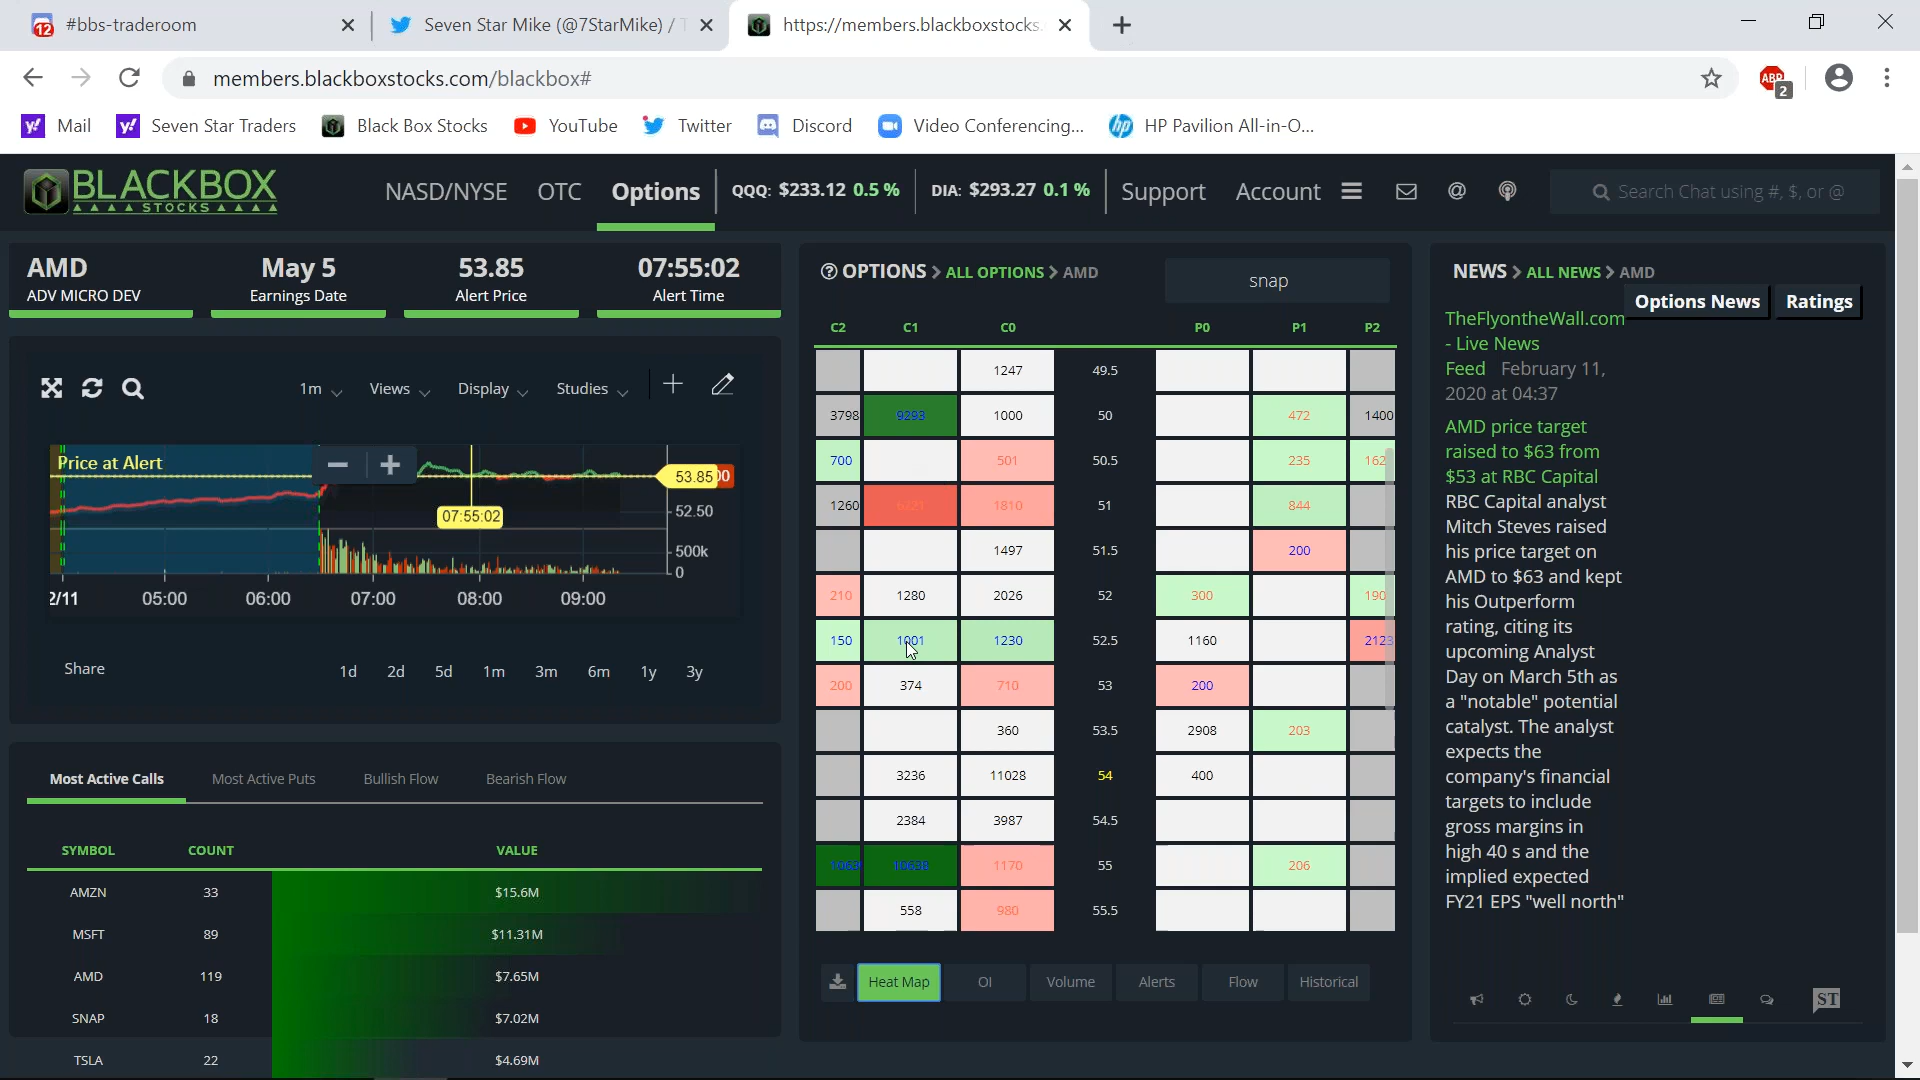 #bbs-traderoom
Seven Star Mike (@7StarMike) / T
https://members.blackboxstocks.
members.blackboxstocks.com/blackbox#
ABP
2
Mail
Seven Star Traders
Black Box Stocks
YouTube
Twitter
Discord
Video Conferencing...
HP Pavilion All-in-O...
BLACKBOX
STOCKS
NASD/NYSE
OTC
Options
QQQ: $233.12 0.5 %
DIA: $293.27 0.1 %
Support
Account
Search Chat using #, $, or @
AMD
ADV MICRO DEV
May 5
Earnings Date
53.85
Alert Price
07:55:02
Alert Time
1m
Views
Display
Studies
Price at Alert
53.85
07:55:02
52.50
500k
0
2/11
05:00
06:00
07:00
08:00
09:00
Share
1d
2d
5d
1m
3m
6m
1y
3y
Most Active Calls
Most Active Puts
Bullish Flow
Bearish Flow
SYMBOL COUNT VALUE
AMZN 33 $15.6M
MSFT 89 $11.31M
AMD 119 $7.65M
SNAP 18 $7.02M
TSLA 22 $4.69M
OPTIONS > ALL OPTIONS > AMD
snap
C2 C1 C0 P0 P1 P2
1247 49.5
3798 9293 1000 50 472 1400
700 501 50.5 235 162
1260 1810 51 844
1497 51.5 200
210 1280 2026 52 300 190
150 1001 1230 52.5 1160 2123
200 374 710 53 200
360 53.5 2908 203
3236 11028 54 400
2384 3987 54.5
1170 55 206
558 980 55.5
Heat Map
OI
Volume
Alerts
Flow
Historical
NEWS > ALL NEWS > AMD
Options News
Ratings
TheFlyontheWall.com
- Live News
Feed February 11,
2020 at 04:37
AMD price target
raised to $63 from
$53 at RBC Capital
RBC Capital analyst
Mitch Steves raised
his price target on
AMD to $63 and kept
his Outperform
rating, citing its
upcoming Analyst
Day on March 5th as
a "notable" potential
catalyst. The analyst
expects the
company's financial
targets to include
gross margins in
high 40 s and the
implied expected
FY21 EPS "well north"
ST